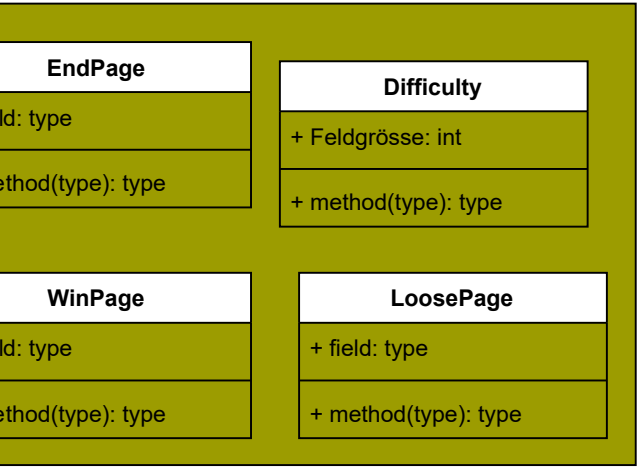 EndPage
ld: type
ethod(type): type
Difficulty
+ Feldgrösse: int
+ method(type): type
WinPage
ld: type
ethod(type): type
LoosePage
+ field: type
+ method(type): type